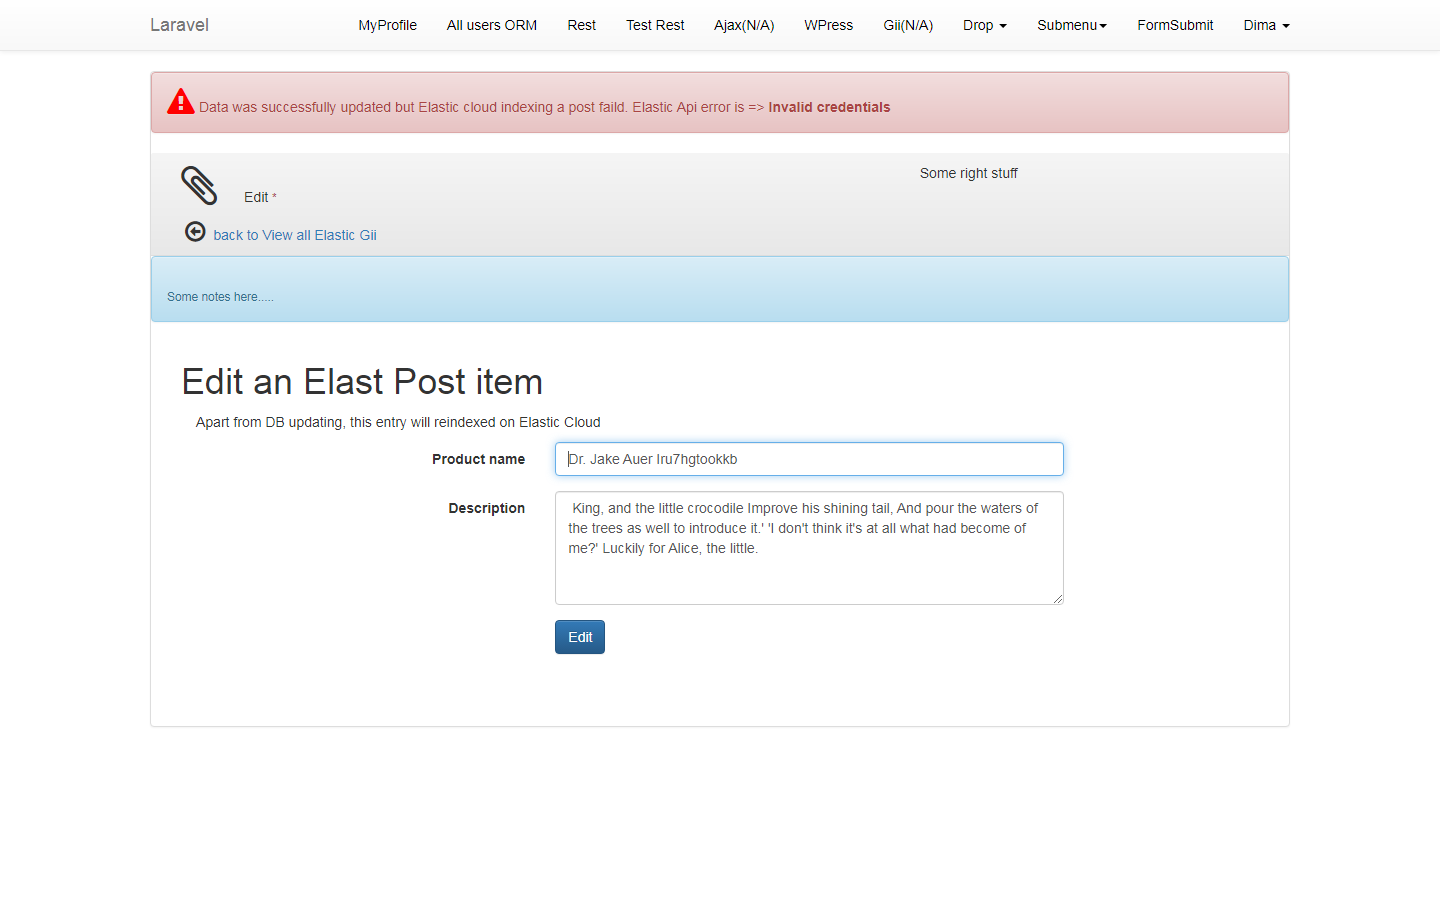 Laravel MyProfile All users ORM Rest Test Rest Ajax(N/A) WPress Gii(N/A) Drop Submenu FormSubmit Dima
Data was successfully updated but Elastic cloud indexing a post faild. Elastic Api error is => Invalid credentials
Some right stuff
Edit *
back to View all Elastic Gii
Some notes here.....
Edit an Elast Post item
Apart from DB updating, this entry will reindexed on Elastic Cloud
Product name Dr. Jake Auer Iru7hgtookkb
Description King, and the little crocodile Improve his shining tail, And pour the waters of
the trees as well to introduce it.' 'I don't think it's at all what had become of
me?' Luckily for Alice, the little.
Edit